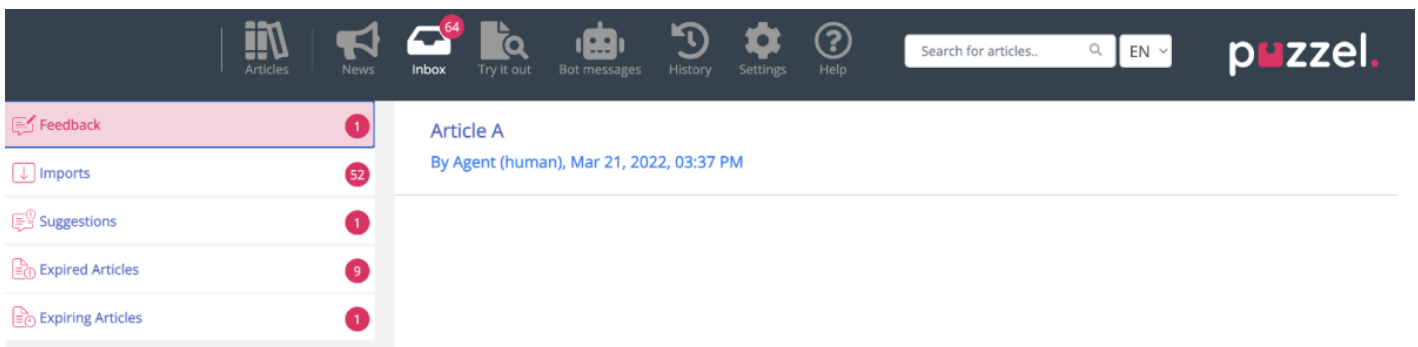 64
Articles
News
Inbox
Try it out
Bot messages
History
Settings
Help
Search for articles..
EN
puzzel.
Feedback 1
Imports 52
Suggestions 1
Expired Articles 9
Expiring Articles 1
Article A
By Agent (human), Mar 21, 2022, 03:37 PM